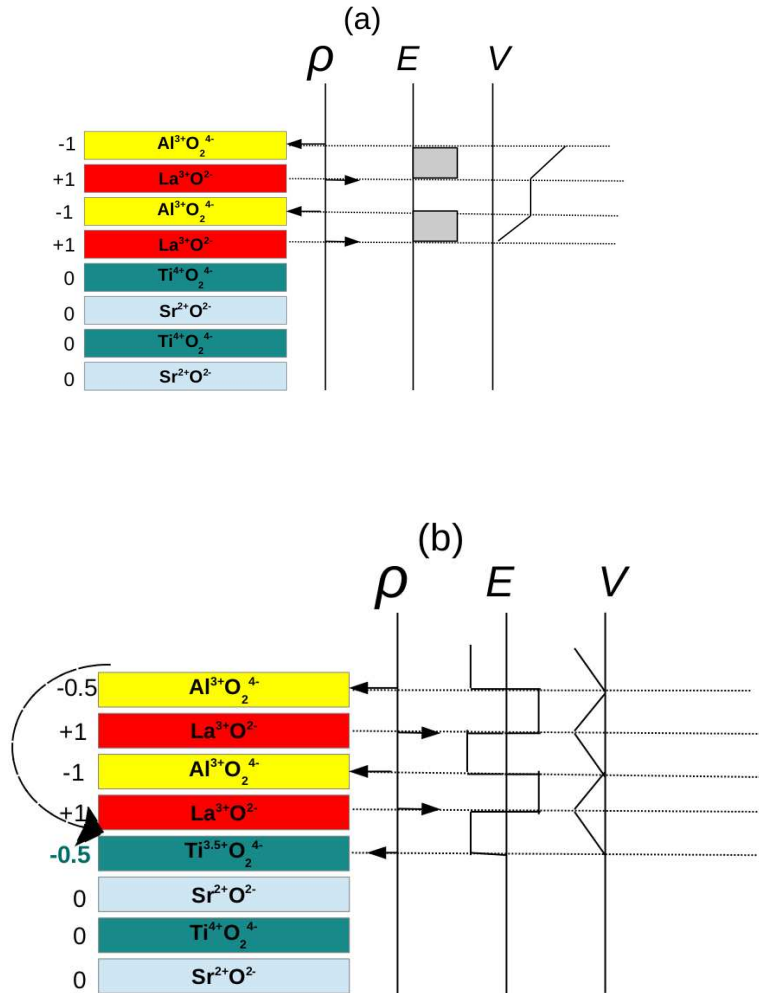 (a)
ρ E V
-1 Al³⁺O₂⁴⁻
+1 La³⁺O²⁻
-1 Al³⁺O₂⁴⁻
+1 La³⁺O²⁻
0 Ti⁴⁺O₂⁴⁻
0 Sr²⁺O²⁻
0 Ti⁴⁺O₂⁴⁻
0 Sr²⁺O²⁻
(b)
ρ E V
-0.5 Al³⁺O₂⁴⁻
+1 La³⁺O²⁻
-1 Al³⁺O₂⁴⁻
+1 La³⁺O²⁻
-0.5 Ti³·⁵⁺O₂⁴⁻
0 Sr²⁺O²⁻
0 Ti⁴⁺O₂⁴⁻
0 Sr²⁺O²⁻